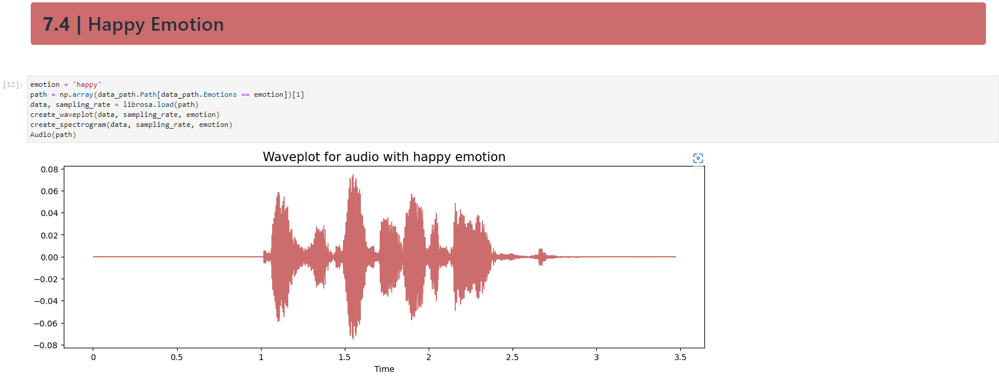 7.4 | Happy Emotion
[12]:
emotion = 'happy'
path = np.array(data_path.Path[data_path.Emotions == emotion])[1]
data, sampling_rate = librosa.load(path)
create_waveplot(data, sampling_rate, emotion)
create_spectrogram(data, sampling_rate, emotion)
Audio(path)
Waveplot for audio with happy emotion
0.08
0.06
0.04
0.02
0.00
−0.02
−0.04
−0.06
−0.08
0 0.5 1 1.5 2 2.5 3 3.5
Time